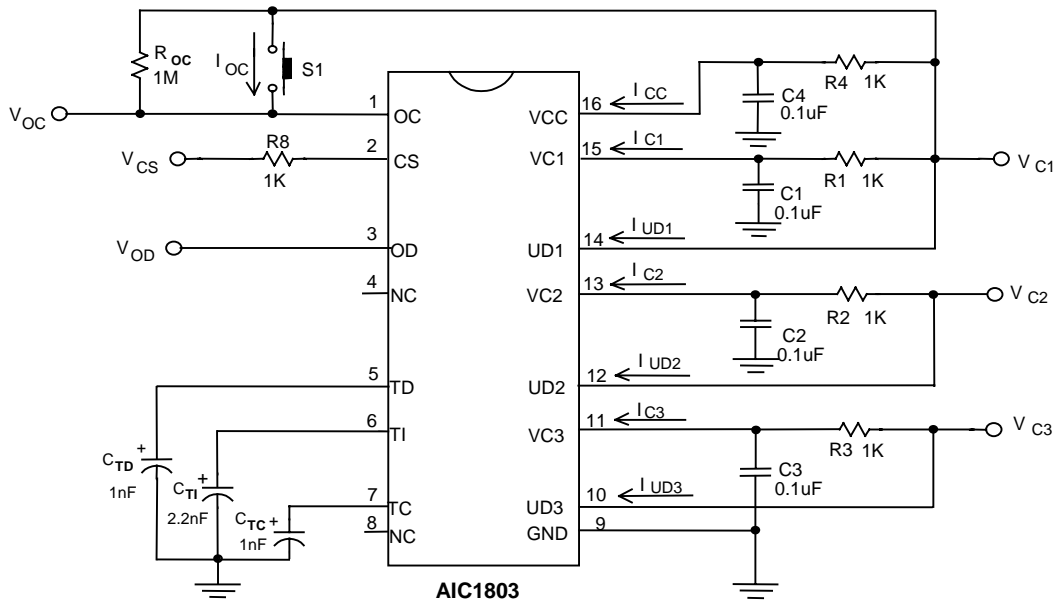 R OC
1M
I OC
S1
V OC
1
OC
V CS
R8
1K
2
CS
V OD
3
OD
4
NC
5
TD
6
TI
7
TC
8
NC
C TD
+
1nF
C TI
+
2.2nF
C TC
+
1nF
16
VCC
I CC
C4
0.1uF
R4
1K
15
VC1
I C1
C1
0.1uF
R1
1K
V C1
14
UD1
I UD1
13
VC2
I C2
C2
0.1uF
R2
1K
V C2
12
UD2
I UD2
11
VC3
I C3
C3
0.1uF
R3
1K
V C3
10
UD3
I UD3
9
GND
AIC1803